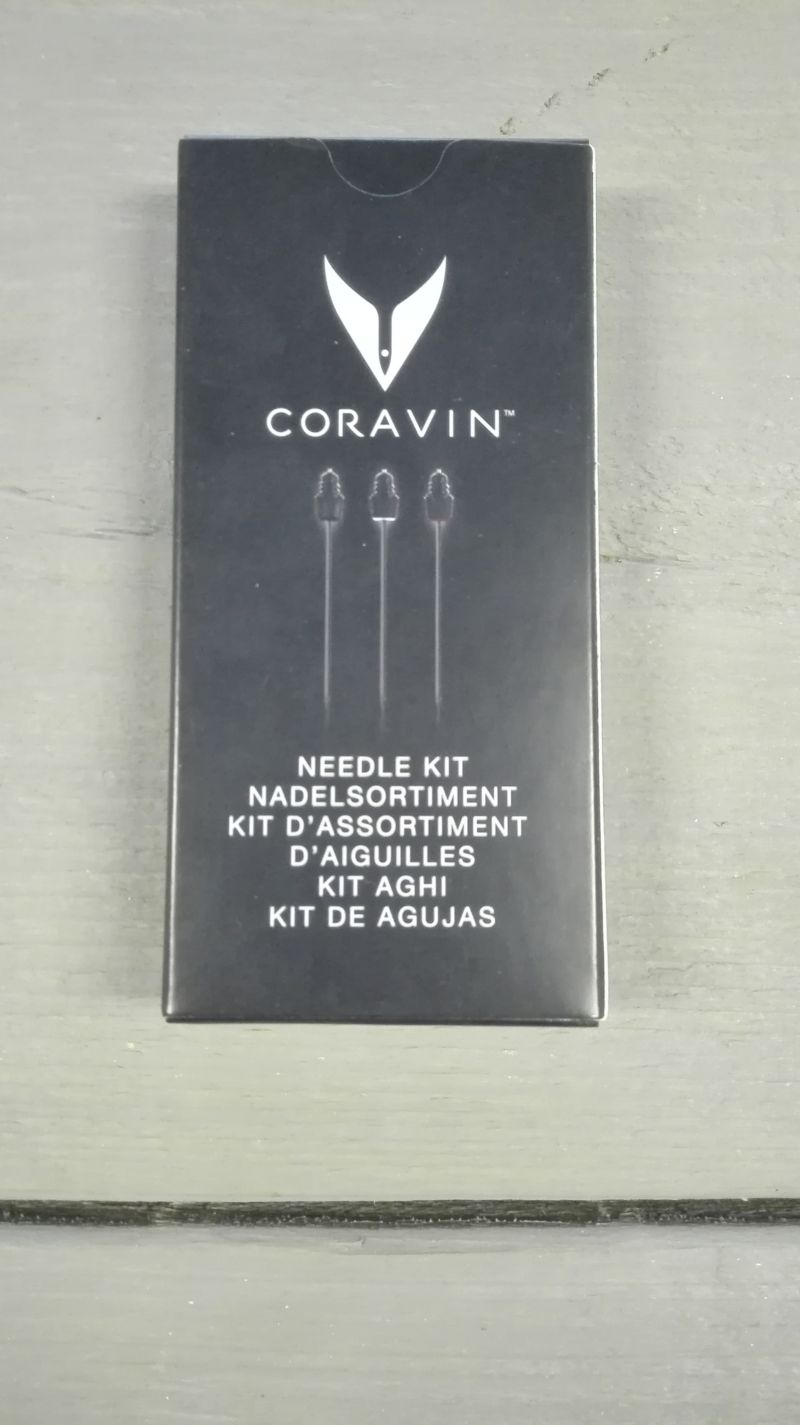 CORAVIN™
NEEDLE KIT
NADELSORTIMENT
KIT D'ASSORTIMENT
D'AIGUILLES
KIT AGHI
KIT DE AGUJAS